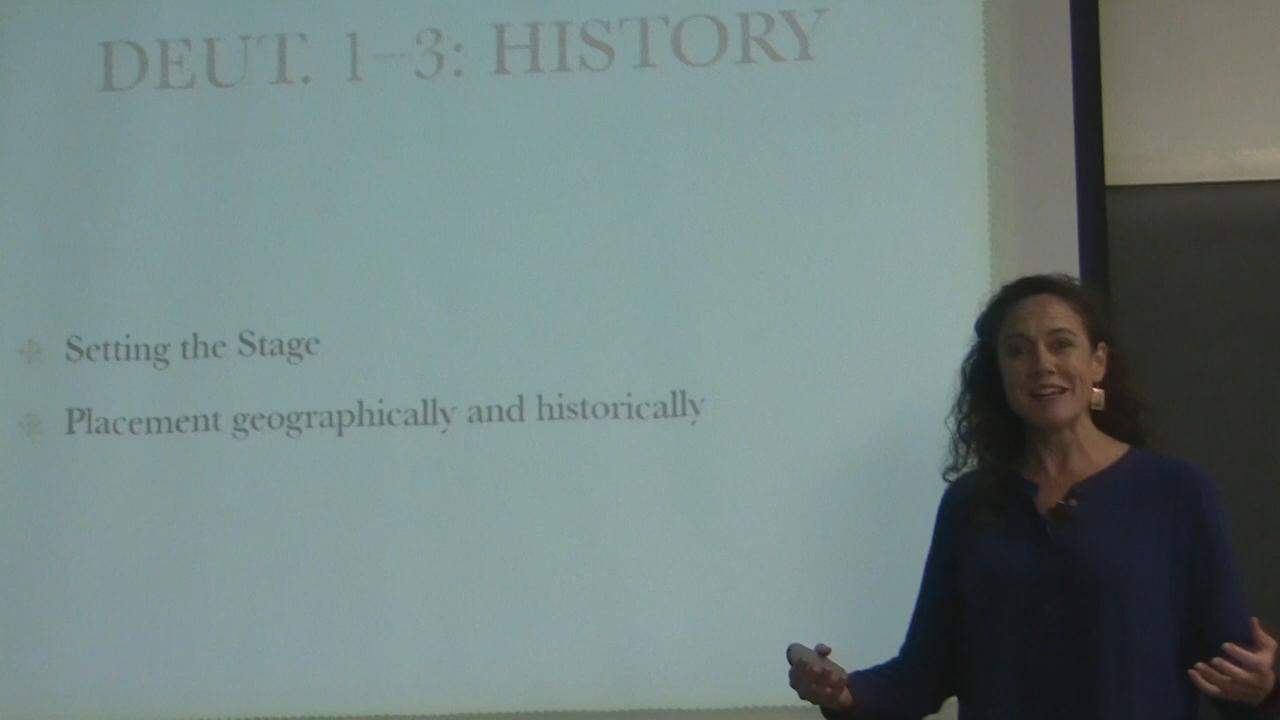 DEUT. 1–3: HISTORY
Setting the Stage
Placement geographically and historically